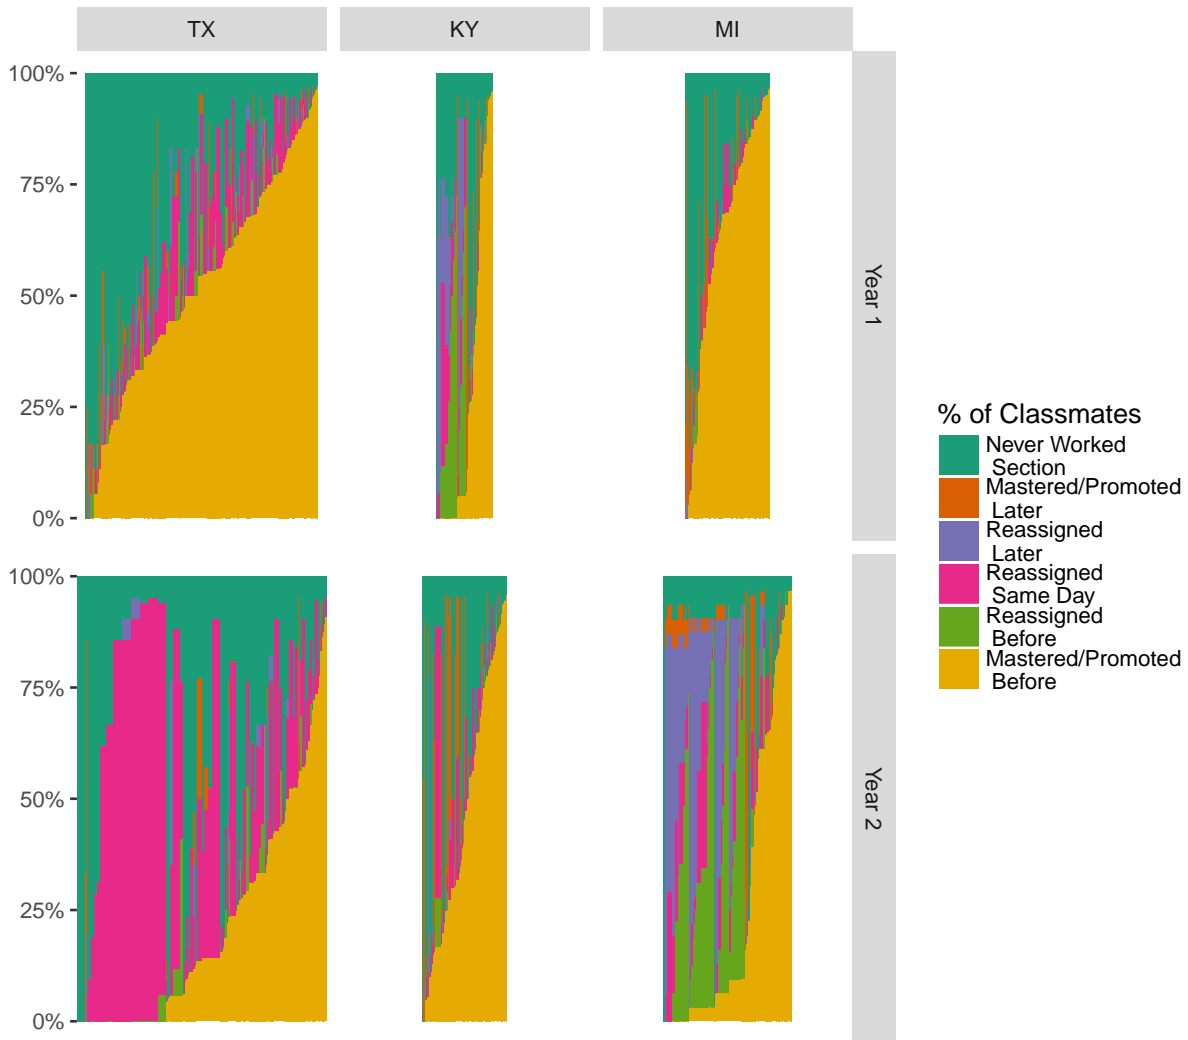 TX
KY
MI
100%
75%
50%
25%
0%
Year 1
100%
75%
50%
25%
0%
Year 2
% of Classmates
Never Worked
Section
Mastered/Promoted
Later
Reassigned
Later
Reassigned
Same Day
Reassigned
Before
Mastered/Promoted
Before